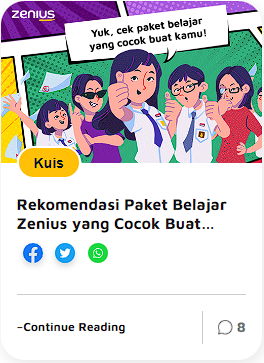 zenius
Yuk, cek paket belajar
yang cocok buat kamu!
Kuis
Rekomendasi Paket Belajar
Zenius yang Cocok Buat...
–Continue Reading
8